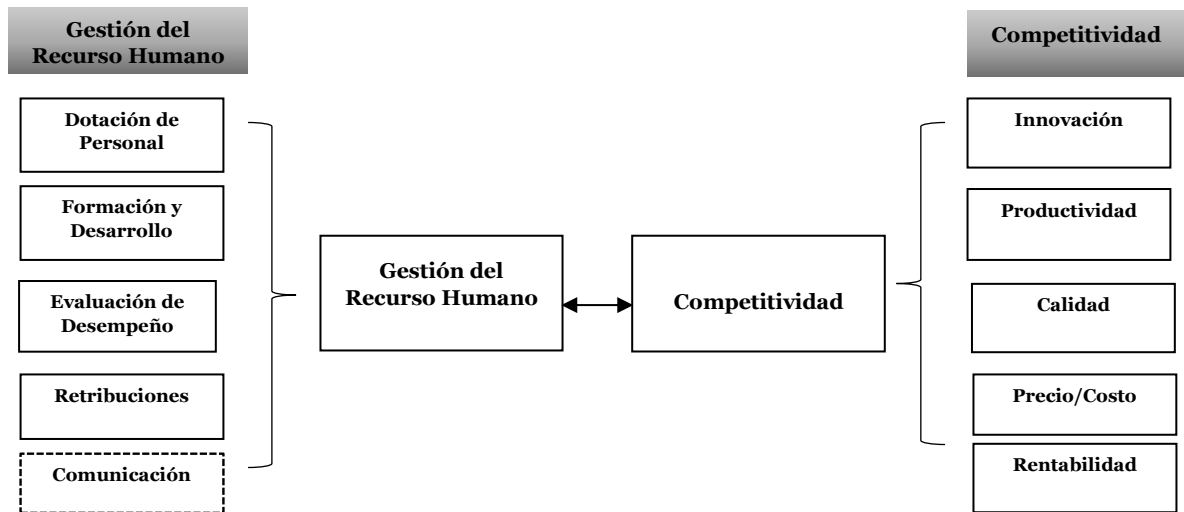 Gestión del
Recurso Humano
Dotación de
Personal
Formación y
Desarrollo
Evaluación de
Desempeño
Retribuciones
Comunicación
Gestión del
Recurso Humano
Competitividad
Competitividad
Innovación
Productividad
Calidad
Precio/Costo
Rentabilidad